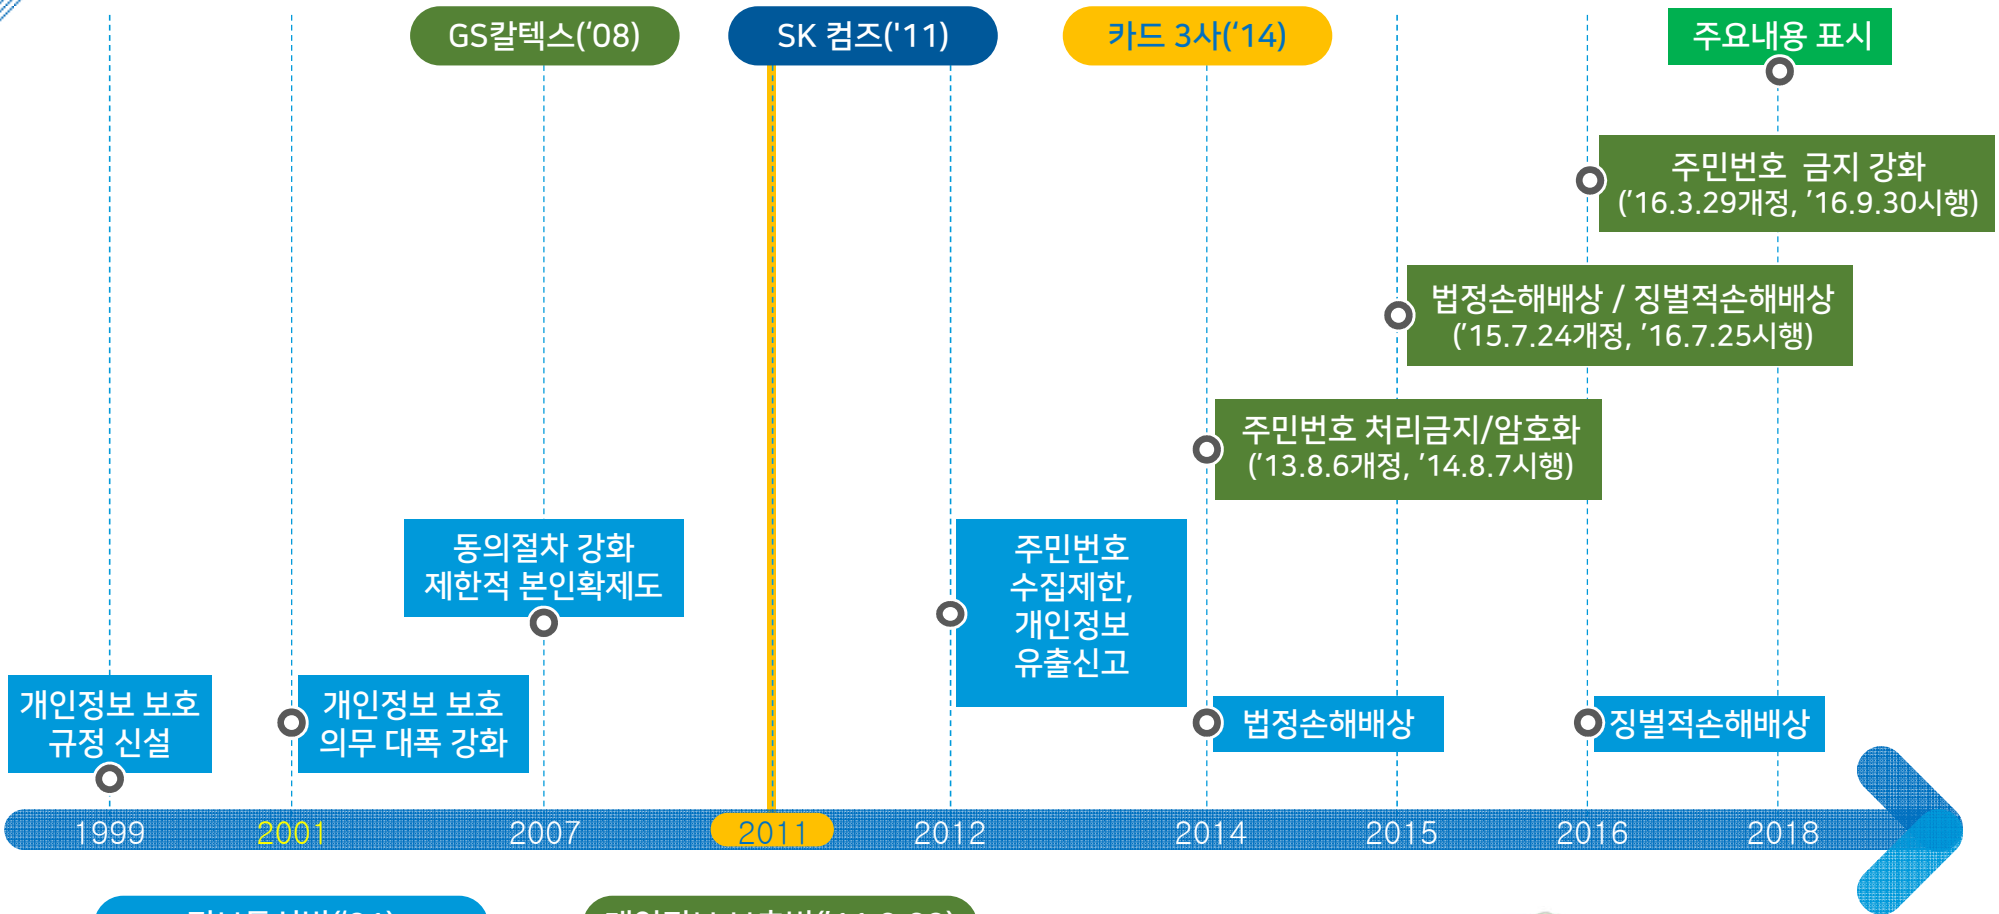 GS칼텍스(‘08)
SK 컴즈('11)
카드 3사(‘14)
주요내용 표시
주민번호 금지 강화
(’16.3.29개정, ’16.9.30시행)
법정손해배상 / 징벌적손해배상
(’15.7.24개정, ’16.7.25시행)
주민번호 처리금지/암호화
(’13.8.6개정, ’14.8.7시행)
동의절차 강화
제한적 본인확제도
주민번호
수집제한,
개인정보
유출신고
개인정보 보호
규정 신설
개인정보 보호
의무 대폭 강화
법정손해배상
징벌적손해배상
1999
2001
2007
2011
2012
2014
2015
2016
2018